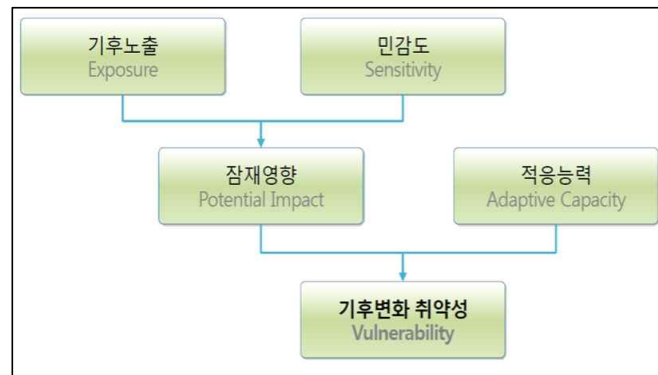 기후노출
Exposure
민감도
Sensitivity
잠재영향
Potential Impact
적응능력
Adaptive Capacity
기후변화 취약성
Vulnerability